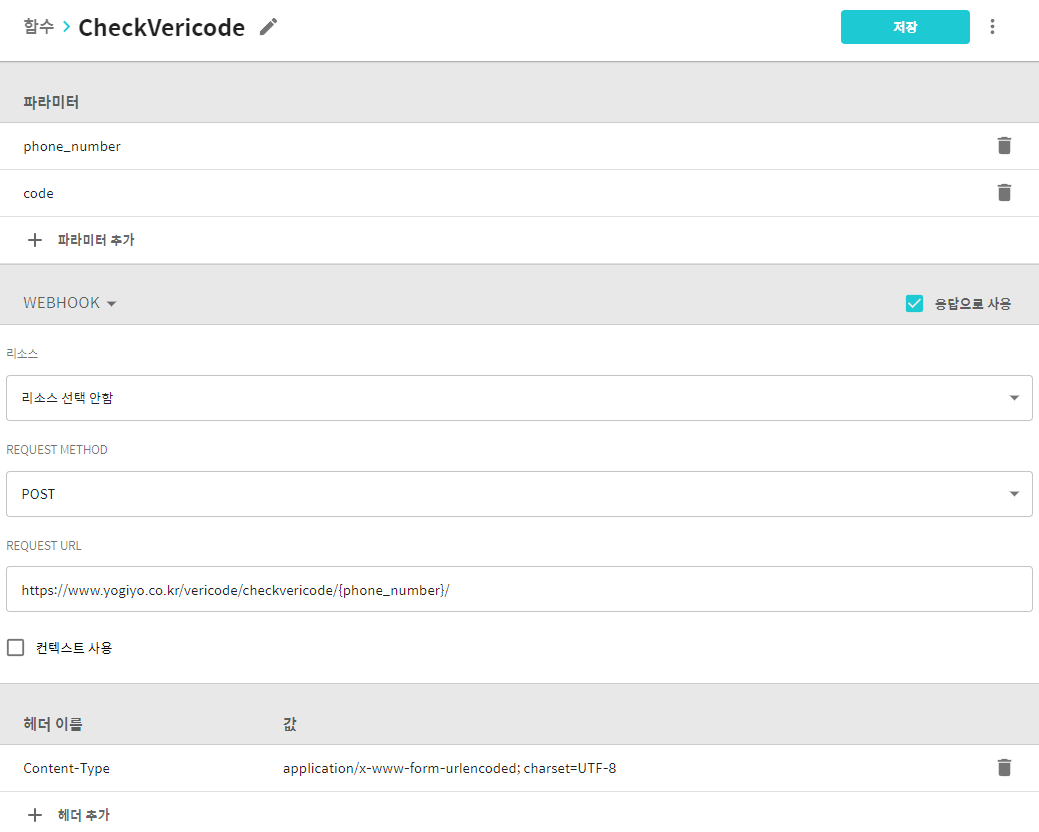 함수 > CheckVericode
저장
파라미터
phone_number
code
+ 파라미터 추가
WEBHOOK
응답으로 사용
리소스
리소스 선택 안함
REQUEST METHOD
POST
REQUEST URL
https://www.yogiyo.co.kr/vericode/checkvericode/{phone_number}/
컨텍스트 사용
헤더 이름 값
Content-Type application/x-www-form-urlencoded; charset=UTF-8
+ 헤더 추가